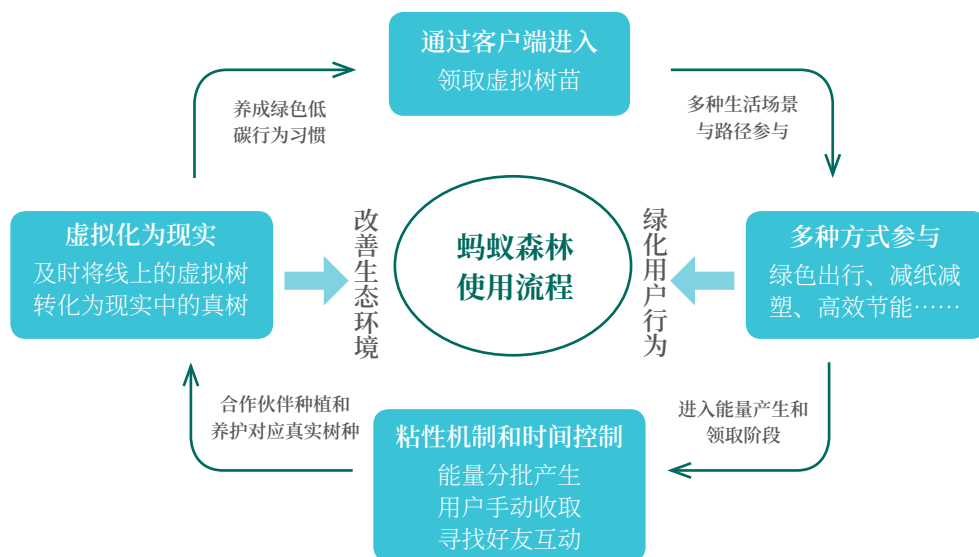 通过客户端进入
领取虚拟树苗
养成绿色低
碳行为习惯
多种生活场景
与路径参与
虚拟化为现实
及时将线上的虚拟树
转化为现实中的真树
改善生态环境
蚂蚁森林
使用流程
绿化用户行为
多种方式参与
绿色出行、减纸减
塑、高效节能……
合作伙伴种植和
养护对应真实树种
进入能量产生和
领取阶段
粘性机制和时间控制
能量分批产生
用户手动收取
寻找好友互动